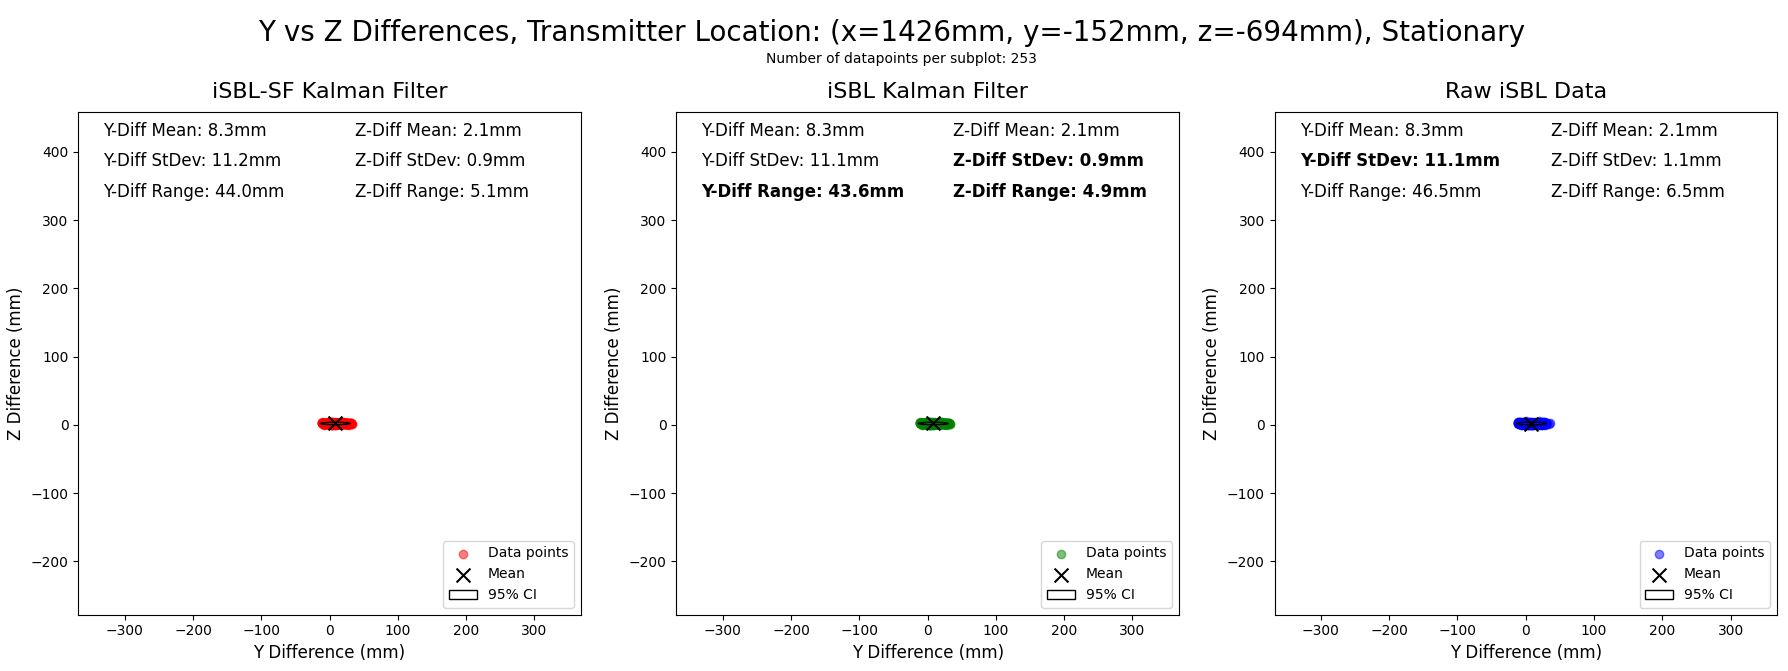 Y vs Z Differences, Transmitter Location: (x=1426mm, y=-152mm, z=-694mm), Stationary
Number of datapoints per subplot: 253
iSBL-SF Kalman Filter
Y-Diff Mean: 8.3mm Z-Diff Mean: 2.1mm
Y-Diff StDev: 11.2mm Z-Diff StDev: 0.9mm
Y-Diff Range: 44.0mm Z-Diff Range: 5.1mm
400
300
200
100
0
−100
−200
Z Difference (mm)
Data points
Mean
95% CI
−300 −200 −100 0 100 200 300
Y Difference (mm)
iSBL Kalman Filter
Y-Diff Mean: 8.3mm Z-Diff Mean: 2.1mm
Y-Diff StDev: 11.1mm Z-Diff StDev: 0.9mm
Y-Diff Range: 43.6mm Z-Diff Range: 4.9mm
400
300
200
100
0
−100
−200
Z Difference (mm)
Data points
Mean
95% CI
−300 −200 −100 0 100 200 300
Y Difference (mm)
Raw iSBL Data
Y-Diff Mean: 8.3mm Z-Diff Mean: 2.1mm
Y-Diff StDev: 11.1mm Z-Diff StDev: 1.1mm
Y-Diff Range: 46.5mm Z-Diff Range: 6.5mm
400
300
200
100
0
−100
−200
Z Difference (mm)
Data points
Mean
95% CI
−300 −200 −100 0 100 200 300
Y Difference (mm)